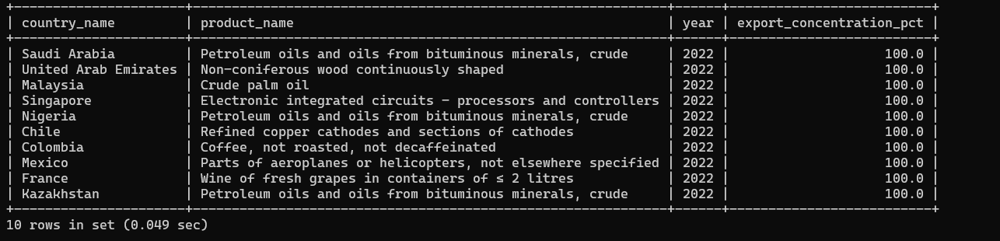 +----------------------+------------------------------------------------------------+------+--------------------------+
| country_name         | product_name                                               | year | export_concentration_pct |
+----------------------+------------------------------------------------------------+------+--------------------------+
| Saudi Arabia         | Petroleum oils and oils from bituminous minerals, crude    | 2022 |                    100.0 |
| United Arab Emirates | Non-coniferous wood continuously shaped                    | 2022 |                    100.0 |
| Malaysia             | Crude palm oil                                             | 2022 |                    100.0 |
| Singapore            | Electronic integrated circuits – processors and controllers | 2022 |                    100.0 |
| Nigeria              | Petroleum oils and oils from bituminous minerals, crude    | 2022 |                    100.0 |
| Chile                | Refined copper cathodes and sections of cathodes           | 2022 |                    100.0 |
| Colombia             | Coffee, not roasted, not decaffeinated                     | 2022 |                    100.0 |
| Mexico               | Parts of aeroplanes or helicopters, not elsewhere specified | 2022 |                    100.0 |
| France               | Wine of fresh grapes in containers of ≤ 2 litres           | 2022 |                    100.0 |
| Kazakhstan           | Petroleum oils and oils from bituminous minerals, crude    | 2022 |                    100.0 |
+----------------------+------------------------------------------------------------+------+--------------------------+
10 rows in set (0.049 sec)